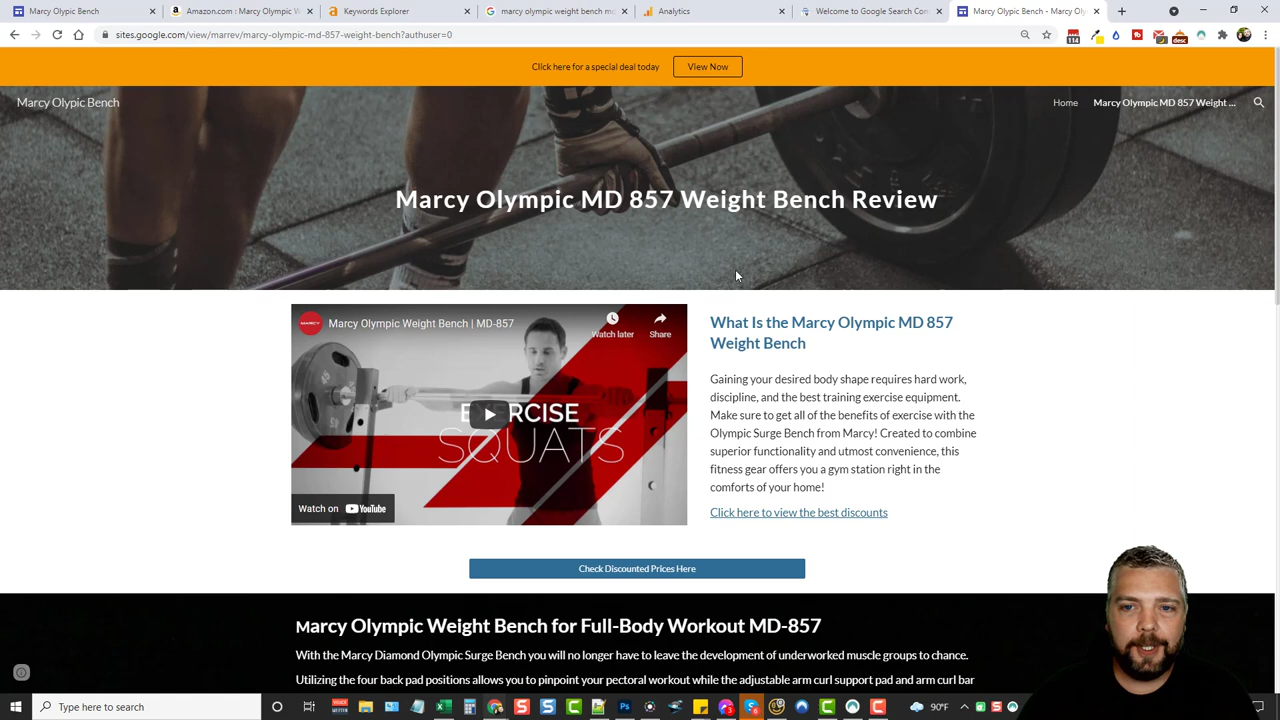 Marcy Olypic Bench
Amazon.com : Marcy Olympic W
Keywords Explorer
marcy olympic weight bench md
Analytics
Welcome to Google Search Con
Marcy Olypic Bench - Marcy Oly
sites.google.com/view/marrev/marcy-olympic-md-857-weight-bench?authuser=0
114
desc
Click here for a special deal today
View Now
Marcy Olypic Bench
Home
Marcy Olympic MD 857 Weight ...
Marcy Olympic MD 857 Weight Bench Review
MARCY
Marcy Olympic Weight Bench | MD-857
Watch later
Share
EXERCISE
SQUATS
Watch on YouTube
What Is the Marcy Olympic MD 857
Weight Bench
Gaining your desired body shape requires hard work,
discipline, and the best training exercise equipment.
Make sure to get all of the benefits of exercise with the
Olympic Surge Bench from Marcy! Created to combine
superior functionality and utmost convenience, this
fitness gear offers you a gym station right in the
comforts of your home!
Click here to view the best discounts
Check Discounted Prices Here
Marcy Olympic Weight Bench for Full-Body Workout MD-857
With the Marcy Diamond Olympic Surge Bench you will no longer have to leave the development of underworked muscle groups to chance.
Utilizing the four back pad positions allows you to pinpoint your pectoral workout while the adjustable arm curl support pad and arm curl bar
Type here to search
90°F